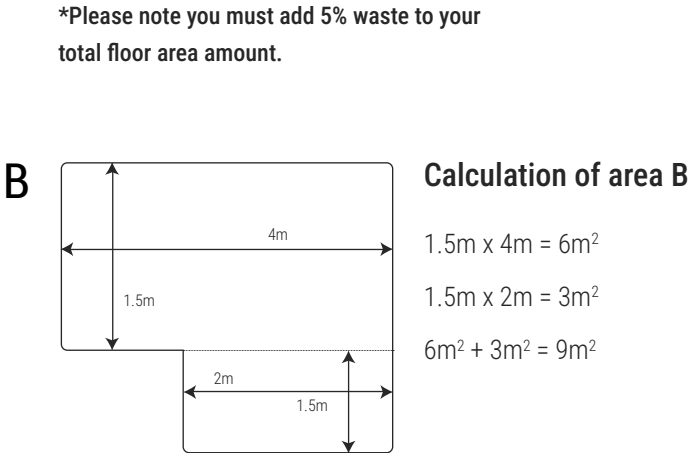 *Please note you must add 5% waste to your
total floor area amount.
B
Calculation of area B
4m
1.5m x 4m = 6m²
1.5m
1.5m x 2m = 3m²
6m² + 3m² = 9m²
2m
1.5m